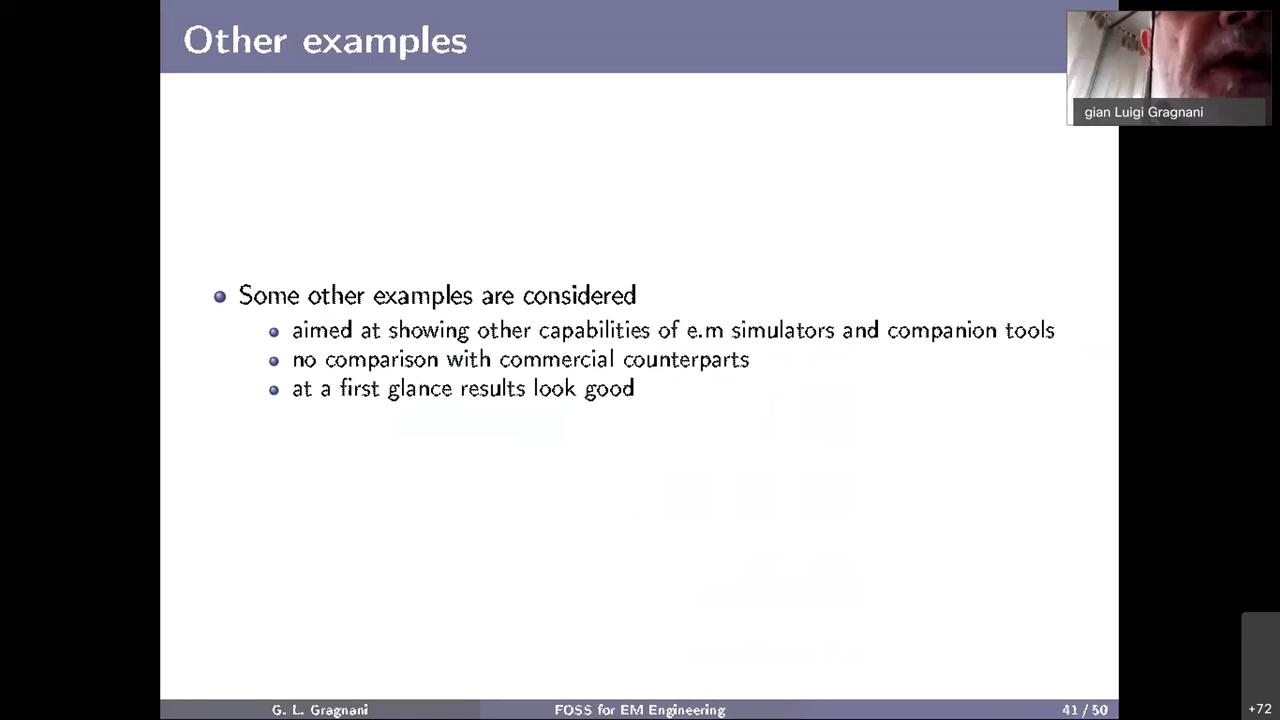 Other examples
gian Luigi Gragnani
Some other examples are considered
aimed at showing other capabilities of e.m simulators and companion tools
no comparison with commercial counterparts
at a first glance results look good
G. L. Gragnani
FOSS for EM Engineering
41 / 50
+72